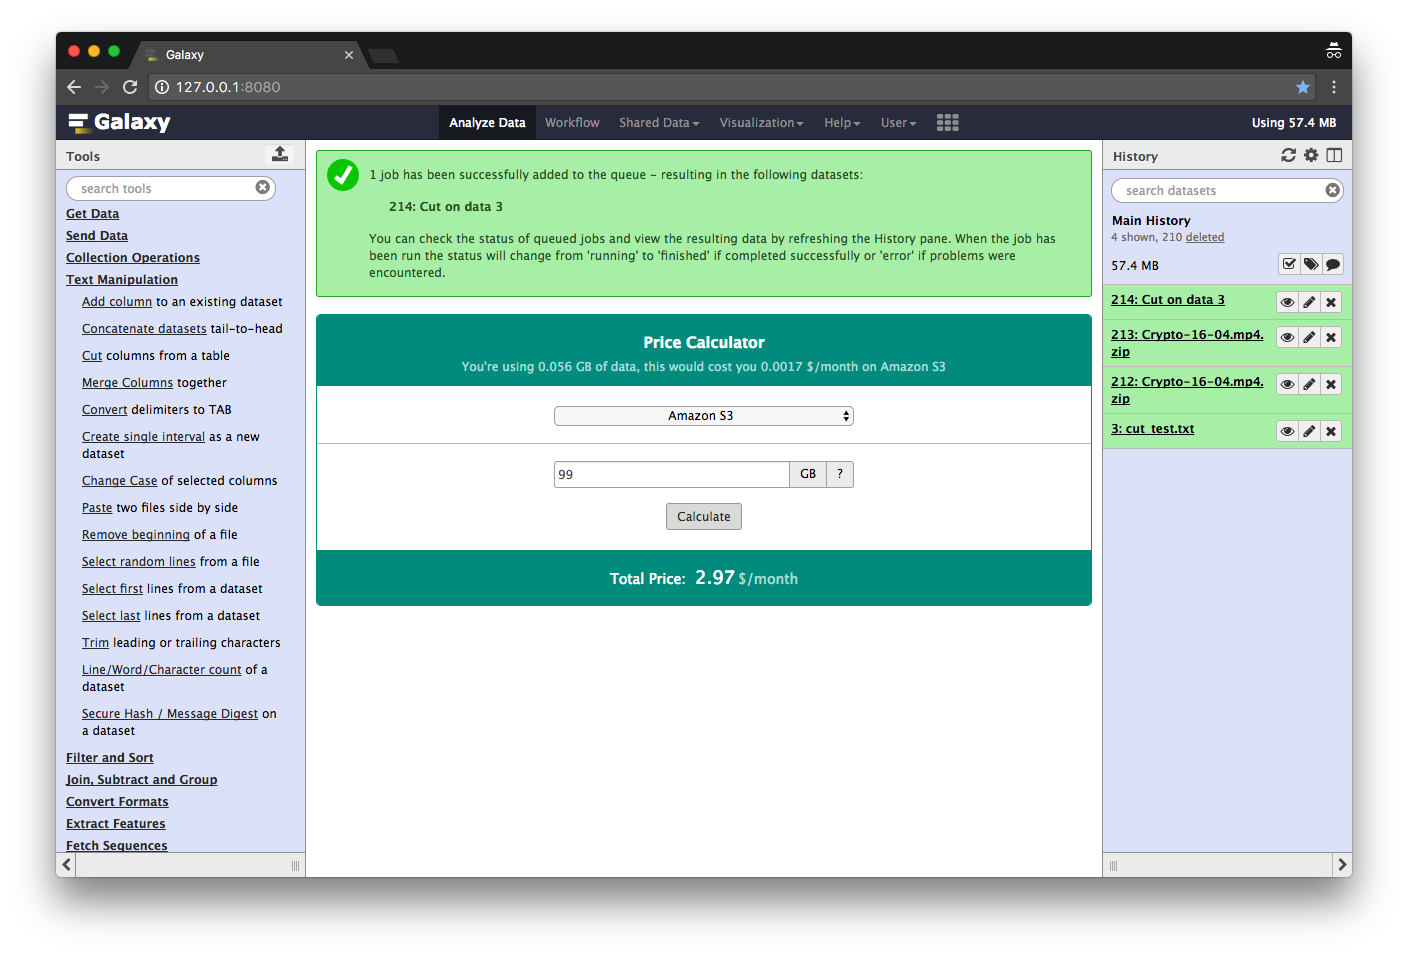 Galaxy
127.0.0.1:8080
Galaxy
Analyze Data
Workflow
Shared Data
Visualization
Help
User
Using 57.4 MB
Tools
search tools
Get Data
Send Data
Collection Operations
Text Manipulation
Add column to an existing dataset
Concatenate datasets tail-to-head
Cut columns from a table
Merge Columns together
Convert delimiters to TAB
Create single interval as a new
dataset
Change Case of selected columns
Paste two files side by side
Remove beginning of a file
Select random lines from a file
Select first lines from a dataset
Select last lines from a dataset
Trim leading or trailing characters
Line/Word/Character count of a
dataset
Secure Hash / Message Digest on
a dataset
Filter and Sort
Join, Subtract and Group
Convert Formats
Extract Features
Fetch Sequences
1 job has been successfully added to the queue - resulting in the following datasets:
214: Cut on data 3
You can check the status of queued jobs and view the resulting data by refreshing the History pane. When the job has
been run the status will change from 'running' to 'finished' if completed successfully or 'error' if problems were
encountered.
Price Calculator
You're using 0.056 GB of data, this would cost you 0.0017 $/month on Amazon S3
Amazon S3
99
GB
?
Calculate
Total Price: 2.97 $/month
History
search datasets
Main History
4 shown, 210 deleted
57.4 MB
214: Cut on data 3
213: Crypto-16-04.mp4.
zip
212: Crypto-16-04.mp4.
zip
3: cut_test.txt